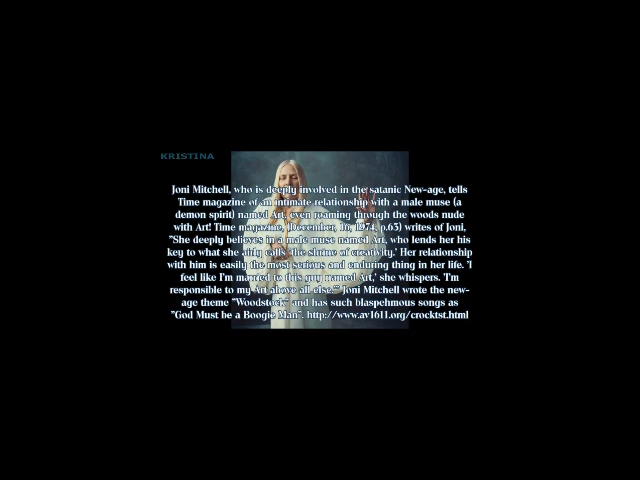 KRISTINA
Joni Mitchell, who is deeply involved in the satanic New-age, tells
Time magazine of an intimate relationship with a male muse (a
demon spirit) named Art, even roaming through the woods nude
with Art! Time magazine, (December, 16, 1974, p.63) writes of Joni,
"She deeply believes in a male muse named Art, who lends her his
key to what she airly calls 'the shrine of creativity.' Her relationship
with him is easily the most serious and enduring thing in her life. 'I
feel like I'm married to this guy named Art,' she whispers. 'I'm
responsible to my Art above all else.'" Joni Mitchell wrote the new-
age theme "Woodstock" and has such blaspehmous songs as
"God Must be a Boogie Man". http://www.av1611.org/crocktst.html